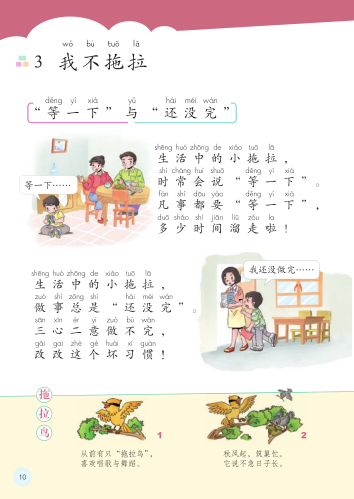 wǒ bù tuō lā
3 我不拖拉
děng yí xià yǔ hái méi wán
“等一下”与“还没完”
shēng huó zhōng de xiǎo tuō lā
生活中的小拖拉，
shí cháng huì shuō děng yí xià
时常会说“等一下”。
fán shì dōu yào děng yí xià
凡事都要“等一下”，
duō shǎo shí jiān liū zǒu la
多少时间溜走啦！
等一下……
shēng huó zhōng de xiǎo tuō lā
生活中的小拖拉，
zuò shì zǒng shì hái méi wán
做事总是“还没完”。
sān xīn èr yì zuò bù wán
三心二意做不完，
gǎi gai zhè gè huài xí guàn
改改这个坏习惯！
我还没做完……
拖拉鸟
1
从前有只“拖拉鸟”，
喜欢唱歌与舞蹈。
2
秋风起、筑巢忙。
它说不急日子长。
10